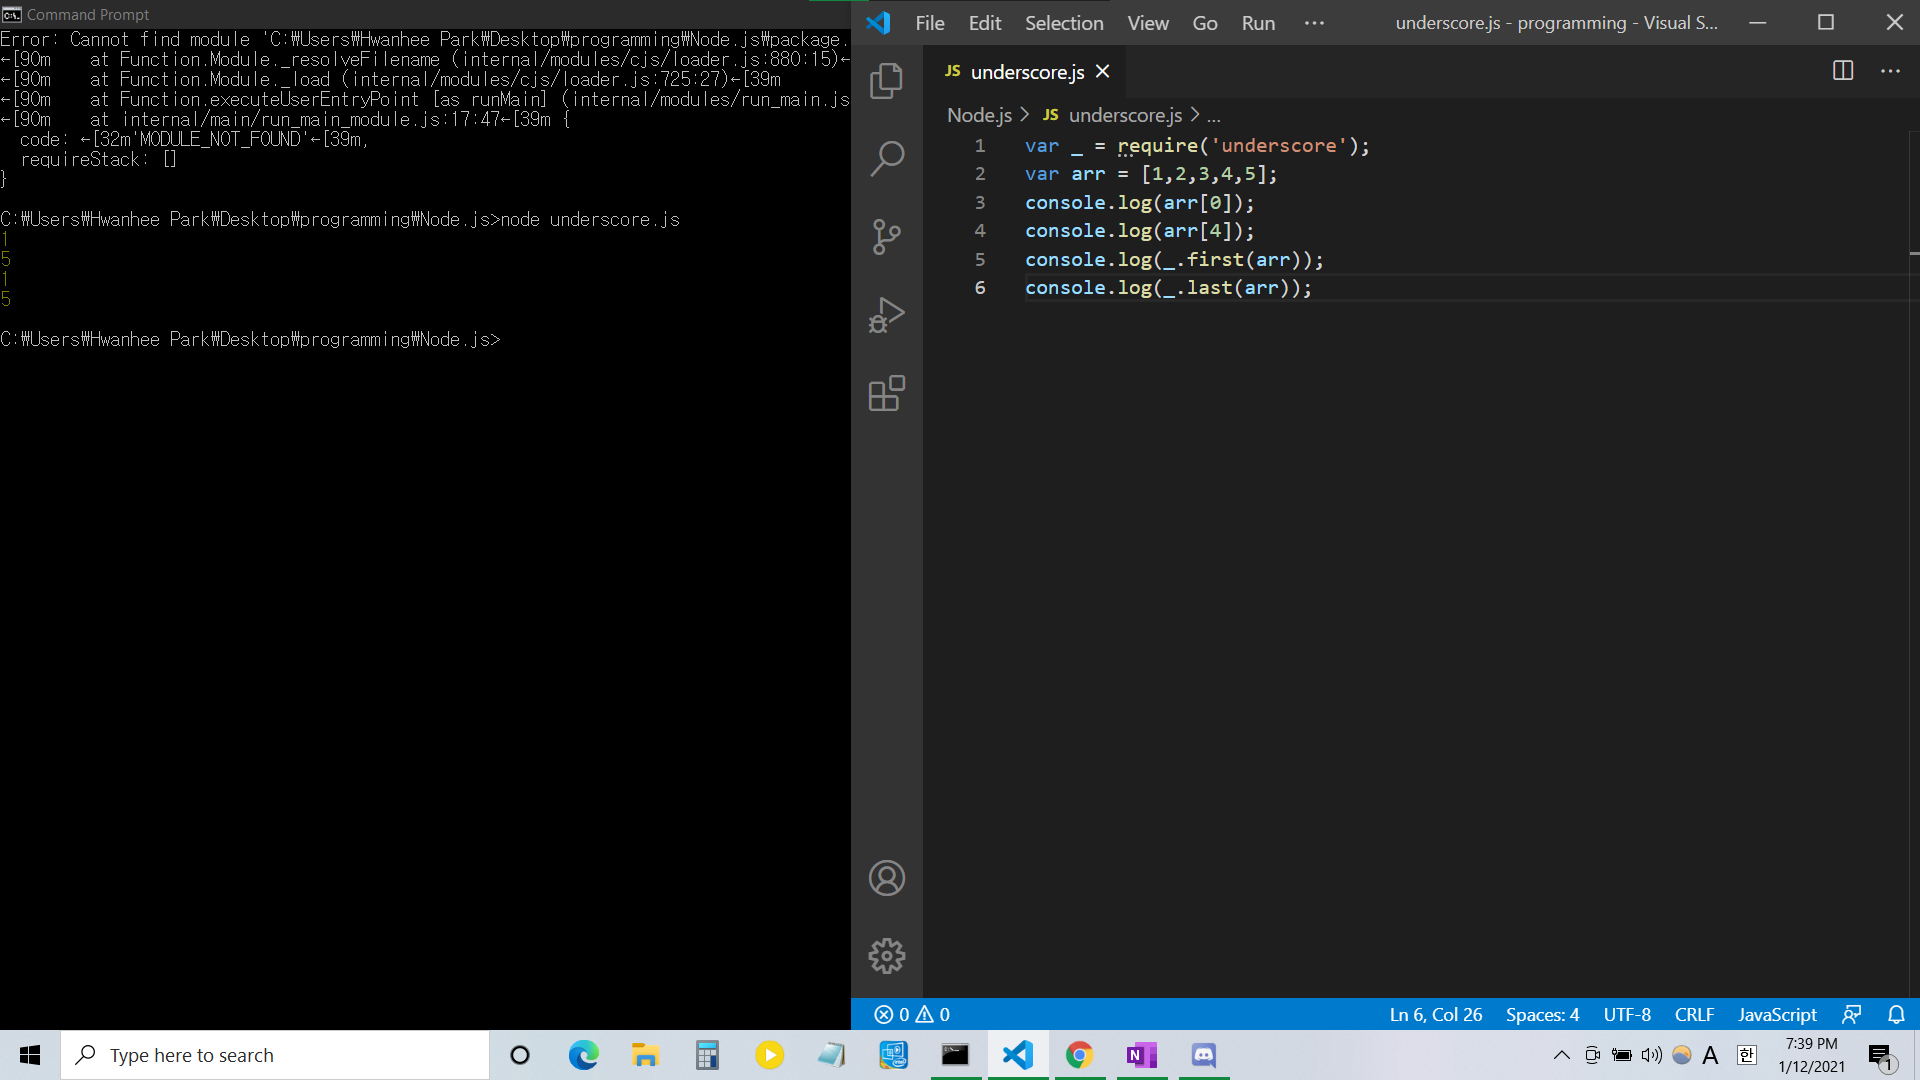 Command Prompt
Error: Cannot find module 'C:₩Users₩Hwanhee Park₩Desktop₩programming₩Node.js₩package.
←[90m    at Function.Module._resolveFilename (internal/modules/cjs/loader.js:880:15)←
←[90m    at Function.Module._load (internal/modules/cjs/loader.js:725:27)←[39m
←[90m    at Function.executeUserEntryPoint [as runMain] (internal/modules/run_main.js
←[90m    at internal/main/run_main_module.js:17:47←[39m {
  code: ←[32m'MODULE_NOT_FOUND'←[39m,
  requireStack: []
}
C:₩Users₩Hwanhee Park₩Desktop₩programming₩Node.js>node underscore.js
1
5
1
5
C:₩Users₩Hwanhee Park₩Desktop₩programming₩Node.js>
File Edit Selection View Go Run ··· underscore.js - programming - Visual S...
JS underscore.js
Node.js > JS underscore.js > ...
1 var _ = require('underscore');
2 var arr = [1,2,3,4,5];
3 console.log(arr[0]);
4 console.log(arr[4]);
5 console.log(_.first(arr));
6 console.log(_.last(arr));
0 0 Ln 6, Col 26 Spaces: 4 UTF-8 CRLF JavaScript
Type here to search
N
A 한
7:39 PM
1/12/2021
1